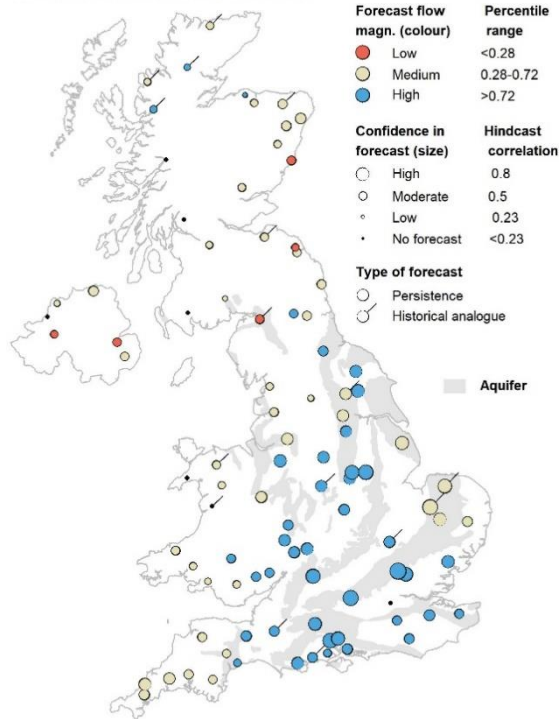 Forecast flow Percentile
magn. (colour) range
Low <0.28
Medium 0.28-0.72
High >0.72
Confidence in Hindcast
forecast (size) correlation
High 0.8
Moderate 0.5
Low 0.23
No forecast <0.23
Type of forecast
Persistence
Historical analogue
Aquifer